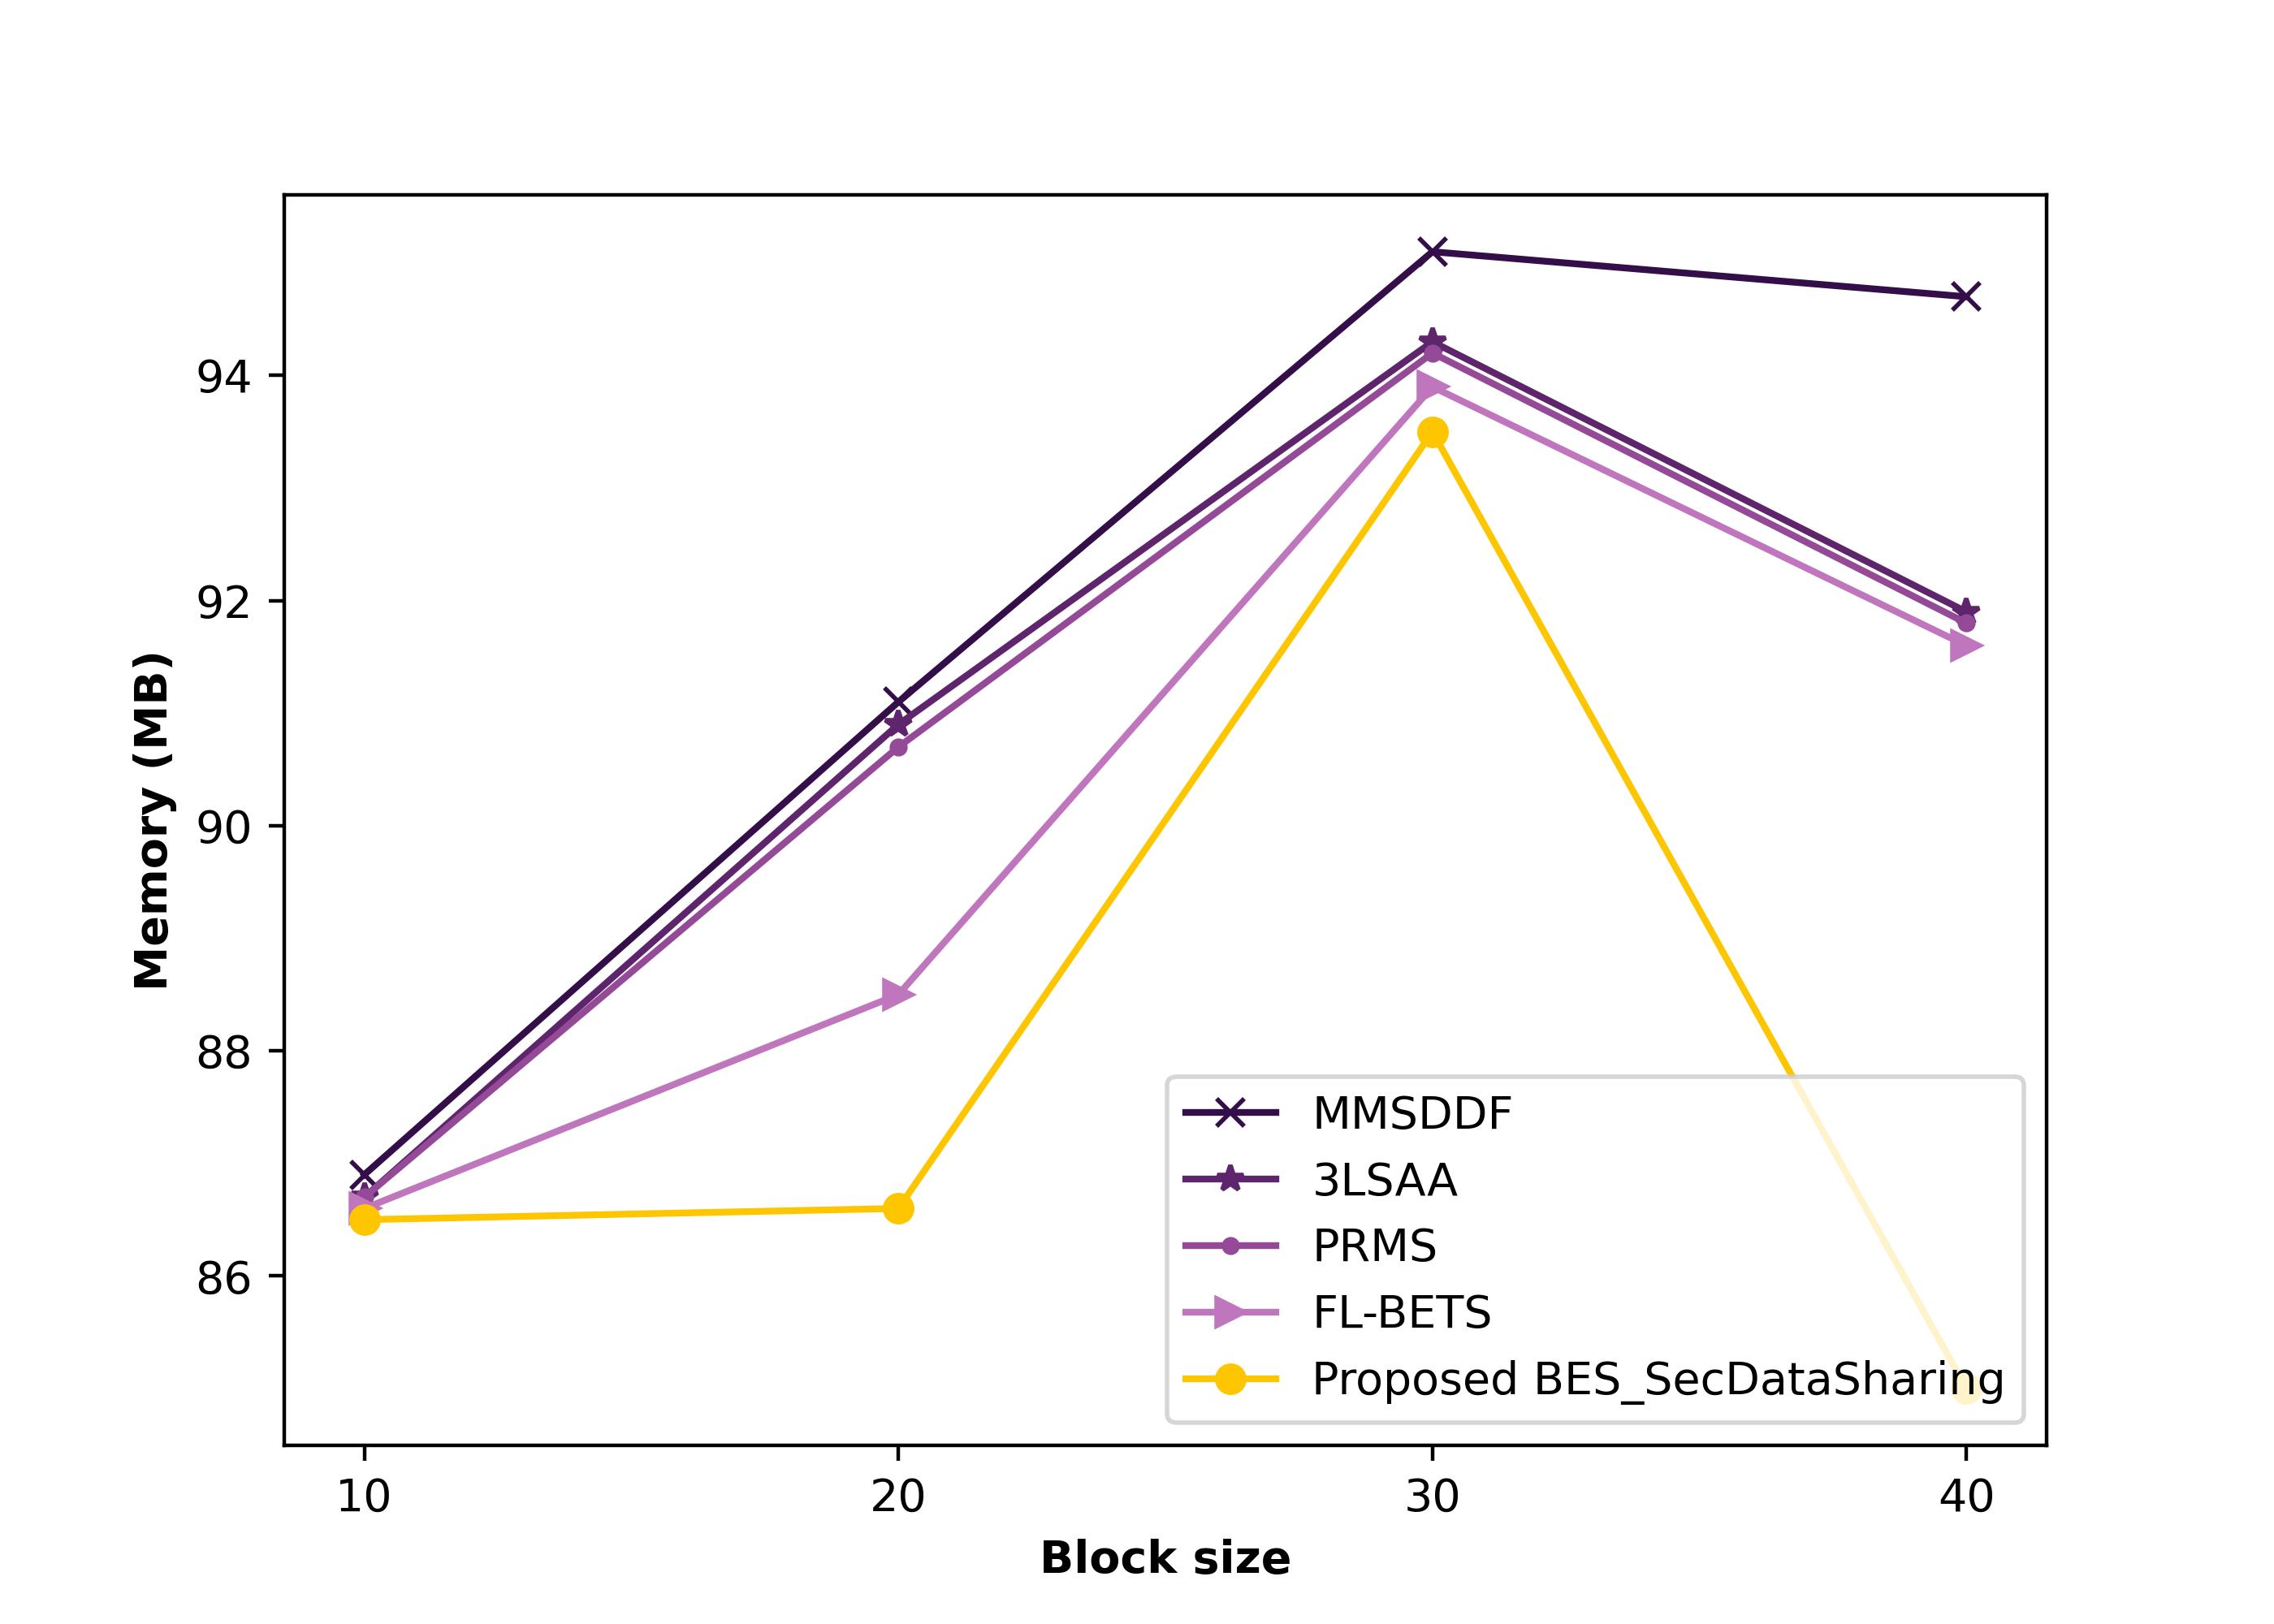 94
92
90
88
86
Memory (MB)
MMSDDF
3LSAA
PRMS
FL-BETS
Proposed BES_SecDataSharing
10 20 30 40
Block size